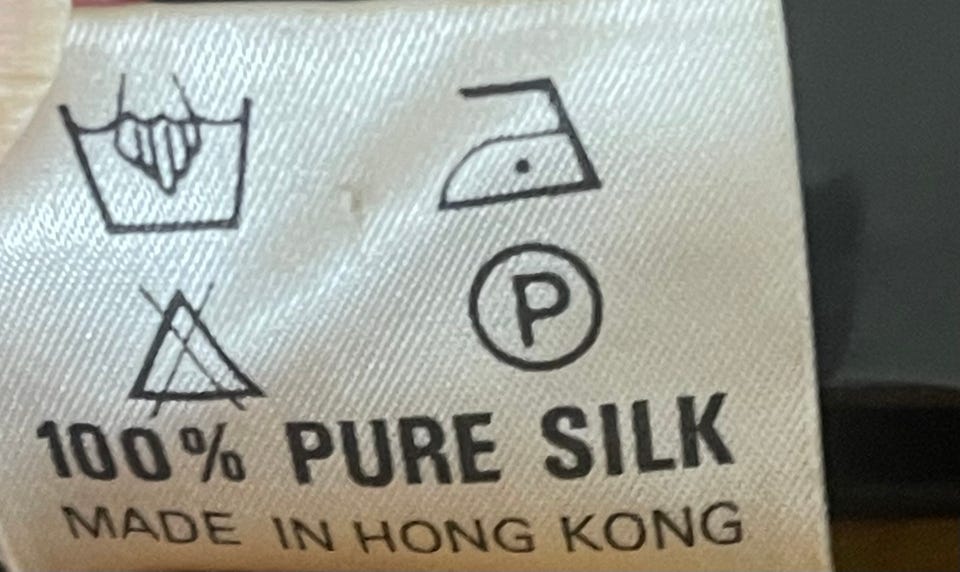 P
100% PURE SILK
MADE IN HONG KONG